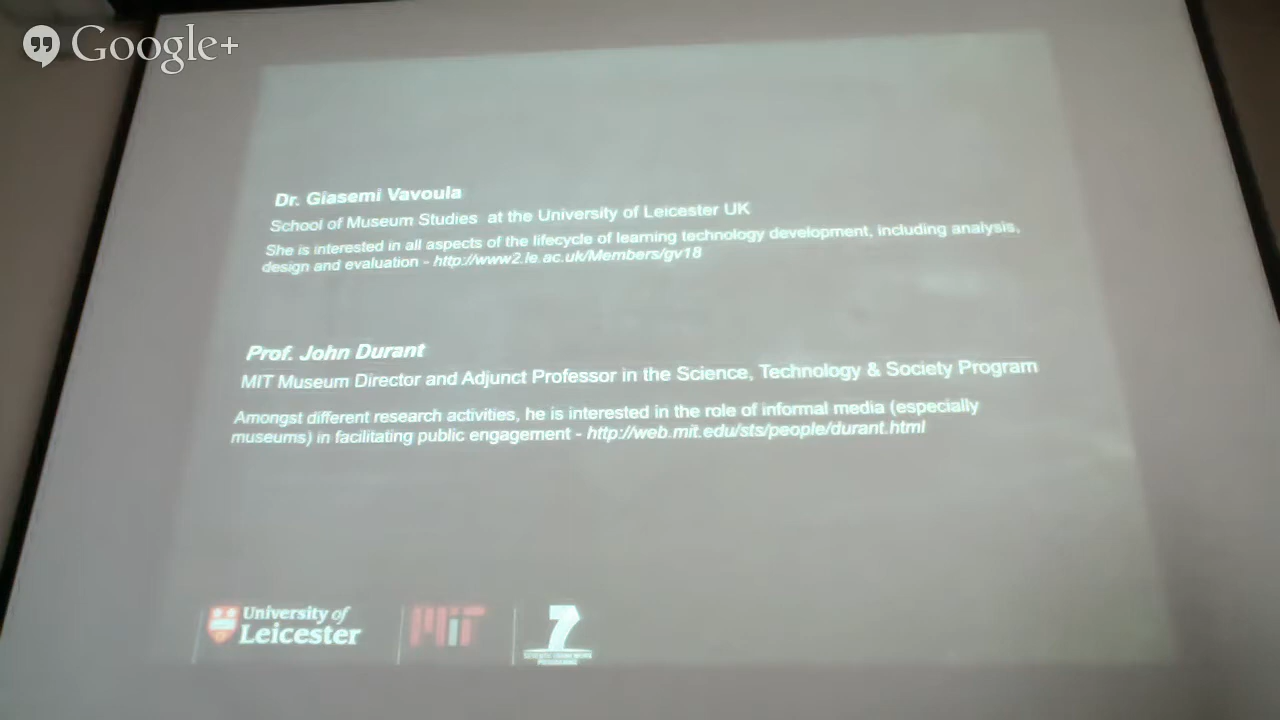 Google+
Dr. Giasemi Vavoula
School of Museum Studies at the University of Leicester UK
She is interested in all aspects of the lifecycle of learning technology development, including analysis,
design and evaluation - http://www2.le.ac.uk/Members/gv18
Prof. John Durant
MIT Museum Director and Adjunct Professor in the Science, Technology & Society Program
Amongst different research activities, he is interested in the role of informal media (especially
museums) in facilitating public engagement - http://web.mit.edu/sts/people/durant.html
University of
Leicester
MIT
7
SEVENTH FRAMEWORK
PROGRAMME